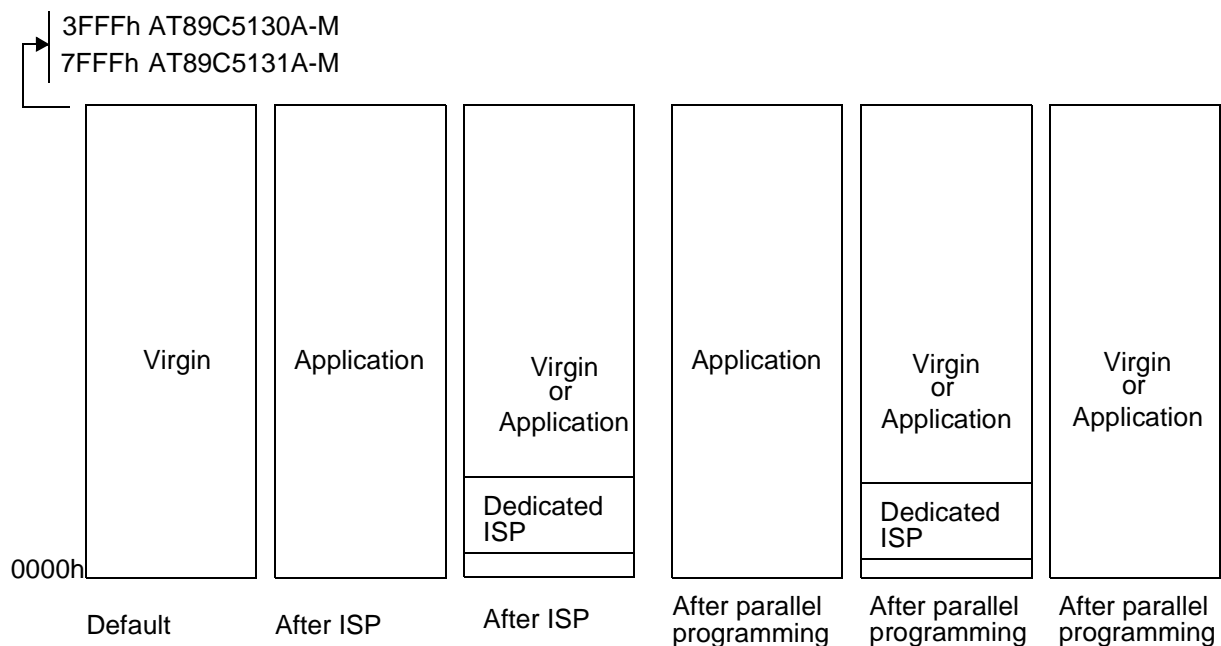 3FFFh AT89C5130A-M
7FFFh AT89C5131A-M
Virgin
Application
Virgin
or
Application
Application
Virgin
or
Application
Virgin
or
Application
Dedicated
ISP
Dedicated
ISP
0000h
Default
After ISP
After ISP
After parallel
programming
After parallel
programming
After parallel
programming